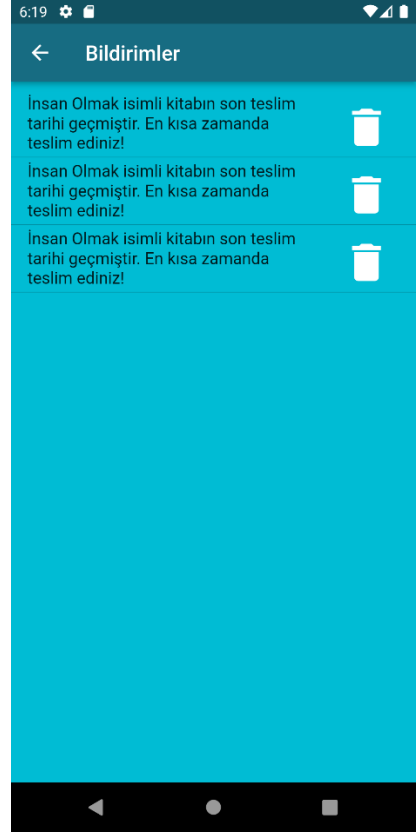 6:19
Bildirimler
İnsan Olmak isimli kitabın son teslim
tarihi geçmiştir. En kısa zamanda
teslim ediniz!
İnsan Olmak isimli kitabın son teslim
tarihi geçmiştir. En kısa zamanda
teslim ediniz!
İnsan Olmak isimli kitabın son teslim
tarihi geçmiştir. En kısa zamanda
teslim ediniz!